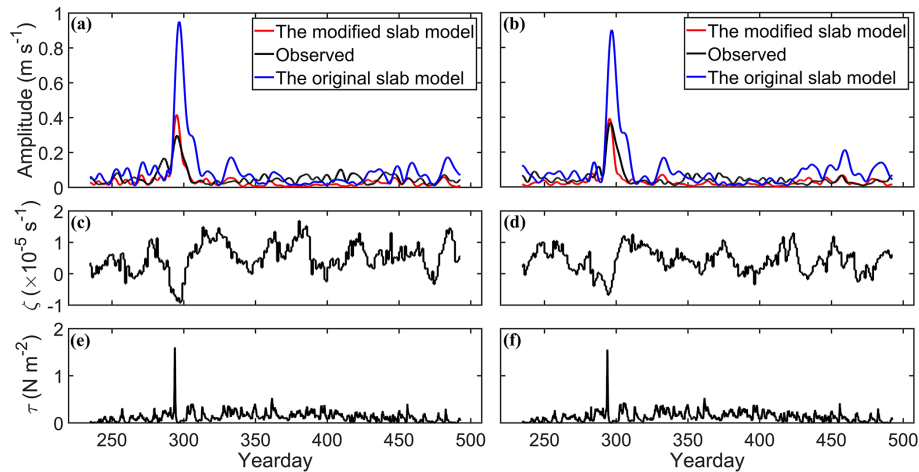 (a)
The modified slab model
Observed
The original slab model
Amplitude (m s⁻¹)
1
0.8
0.6
0.4
0.2
0
(b)
The modified slab model
Observed
The original slab model
(c)
ζ (×10⁻⁵ s⁻¹)
2
1
0
-1
(d)
(e)
τ (N m⁻²)
2
1
0
(f)
250 300 350 400 450 500
250 300 350 400 450 500
Yearday
Yearday